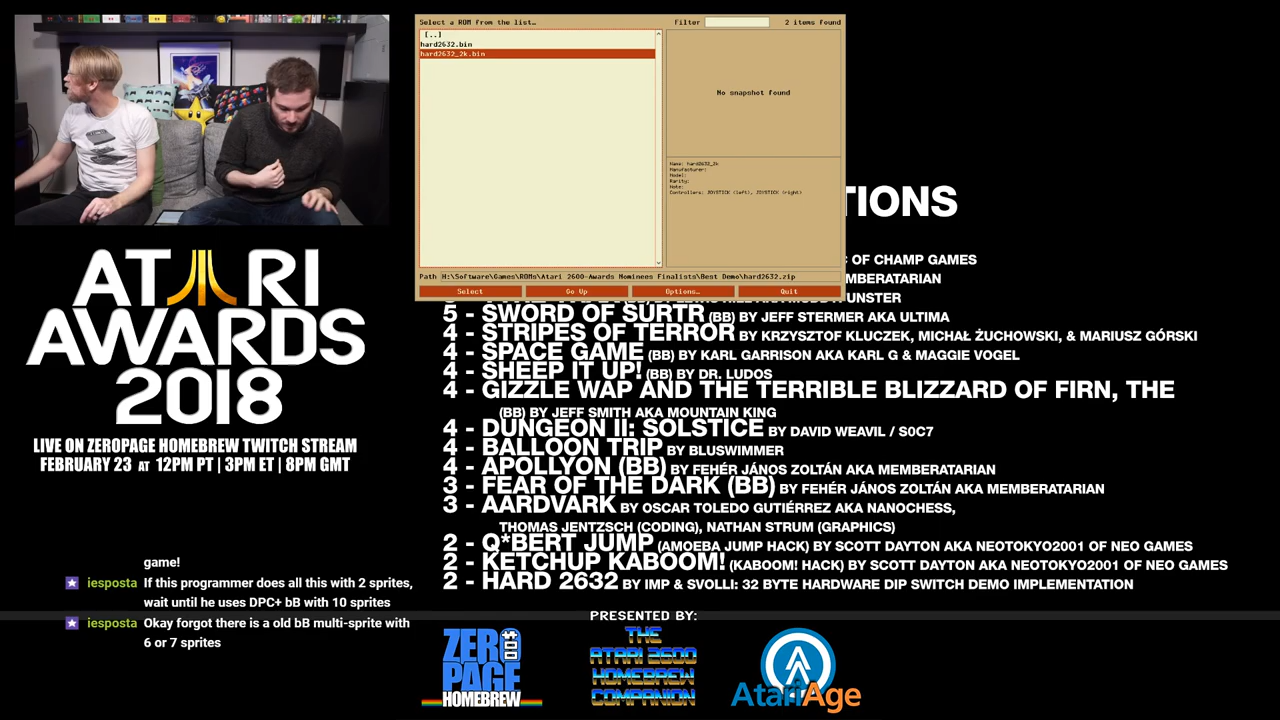 Select a ROM from the list…
Filter
2 items found
[..]
hard2632.bin
hard2632_2k.bin
No snapshot found
Name: hard2632_2k
Manufacturer:
Model:
Rarity:
Note:
Controllers: JOYSTICK (left), JOYSTICK (right)
Path H:\Software\Games\ROMs\Atari 2600-Awards Nominees Finalists\Best Demo\hard2632.zip
Select
Go Up
Options…
Quit
TIONS
OF CHAMP GAMES
MBERATARIAN
UNSTER
5 - SWORD OF SURTR (BB) BY JEFF STERMER AKA ULTIMA
4 - STRIPES OF TERROR BY KRZYSZTOF KLUCZEK, MICHAŁ ŻUCHOWSKI, & MARIUSZ GÓRSKI
4 - SPACE GAME (BB) BY KARL GARRISON AKA KARL G & MAGGIE VOGEL
4 - SHEEP IT UP! (BB) BY DR. LUDOS
4 - GIZZLE WAP AND THE TERRIBLE BLIZZARD OF FIRN, THE
(BB) BY JEFF SMITH AKA MOUNTAIN KING
4 - DUNGEON II: SOLSTICE BY DAVID WEAVIL / S0C7
4 - BALLOON TRIP BY BLUSWIMMER
4 - APOLLYON (BB) BY FEHÉR JÁNOS ZOLTÁN AKA MEMBERATARIAN
3 - FEAR OF THE DARK (BB) BY FEHÉR JÁNOS ZOLTÁN AKA MEMBERATARIAN
3 - AARDVARK BY OSCAR TOLEDO GUTIÉRREZ AKA NANOCHESS,
THOMAS JENTZSCH (CODING), NATHAN STRUM (GRAPHICS)
2 - Q*BERT JUMP (AMOEBA JUMP HACK) BY SCOTT DAYTON AKA NEOTOKYO2001 OF NEO GAMES
2 - KETCHUP KABOOM! (KABOOM! HACK) BY SCOTT DAYTON AKA NEOTOKYO2001 OF NEO GAMES
2 - HARD 2632 BY IMP & SVOLLI: 32 BYTE HARDWARE DIP SWITCH DEMO IMPLEMENTATION
ATARI
AWARDS
2018
LIVE ON ZEROPAGE HOMEBREW TWITCH STREAM
FEBRUARY 23 AT 12PM PT | 3PM ET | 8PM GMT
game!
iesposta If this programmer does all this with 2 sprites,
wait until he uses DPC+ bB with 10 sprites
iesposta Okay forgot there is a old bB multi-sprite with
6 or 7 sprites
PRESENTED BY:
ZERO
PAGE
HOMEBREW
THE
ATARI 2600
HOMEBREW
COMPANION
AtariAge